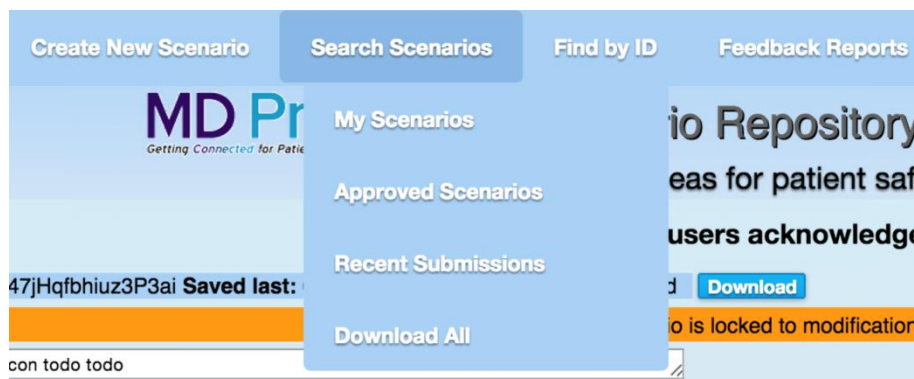 Create New Scenario Search Scenarios Find by ID Feedback Reports
MD Pr
Getting Connected for Patie
io Repository
My Scenarios
eas for patient saf
Approved Scenarios
users acknowledge
Recent Submissions
47jHqfbhiuz3P3ai Saved last: d Download
io is locked to modification
Download All
con todo todo